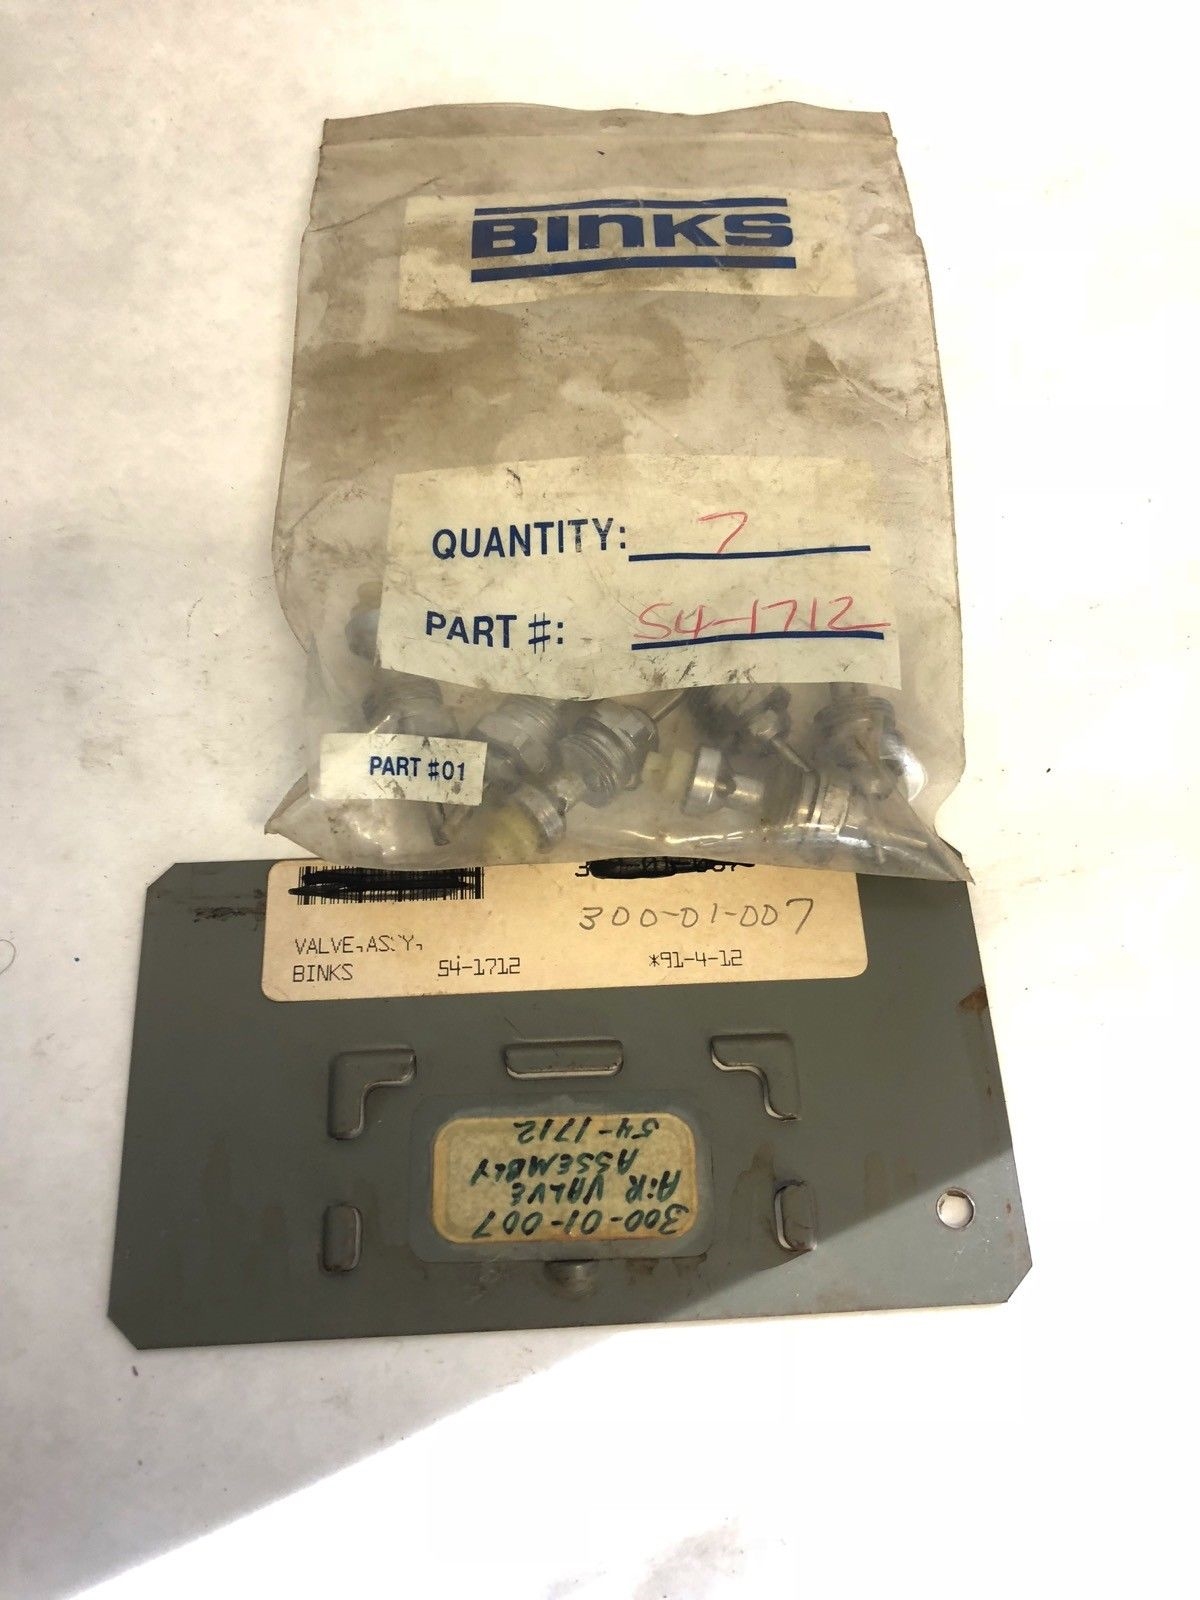 BINKS
QUANTITY: 7
PART #: 54-1712
PART #01
300-01-007
VALVE, ASS'Y,
BINKS 54-1712 *91-4-12
300-01-007
AIR VALVE
ASSEMBLY
54-1712